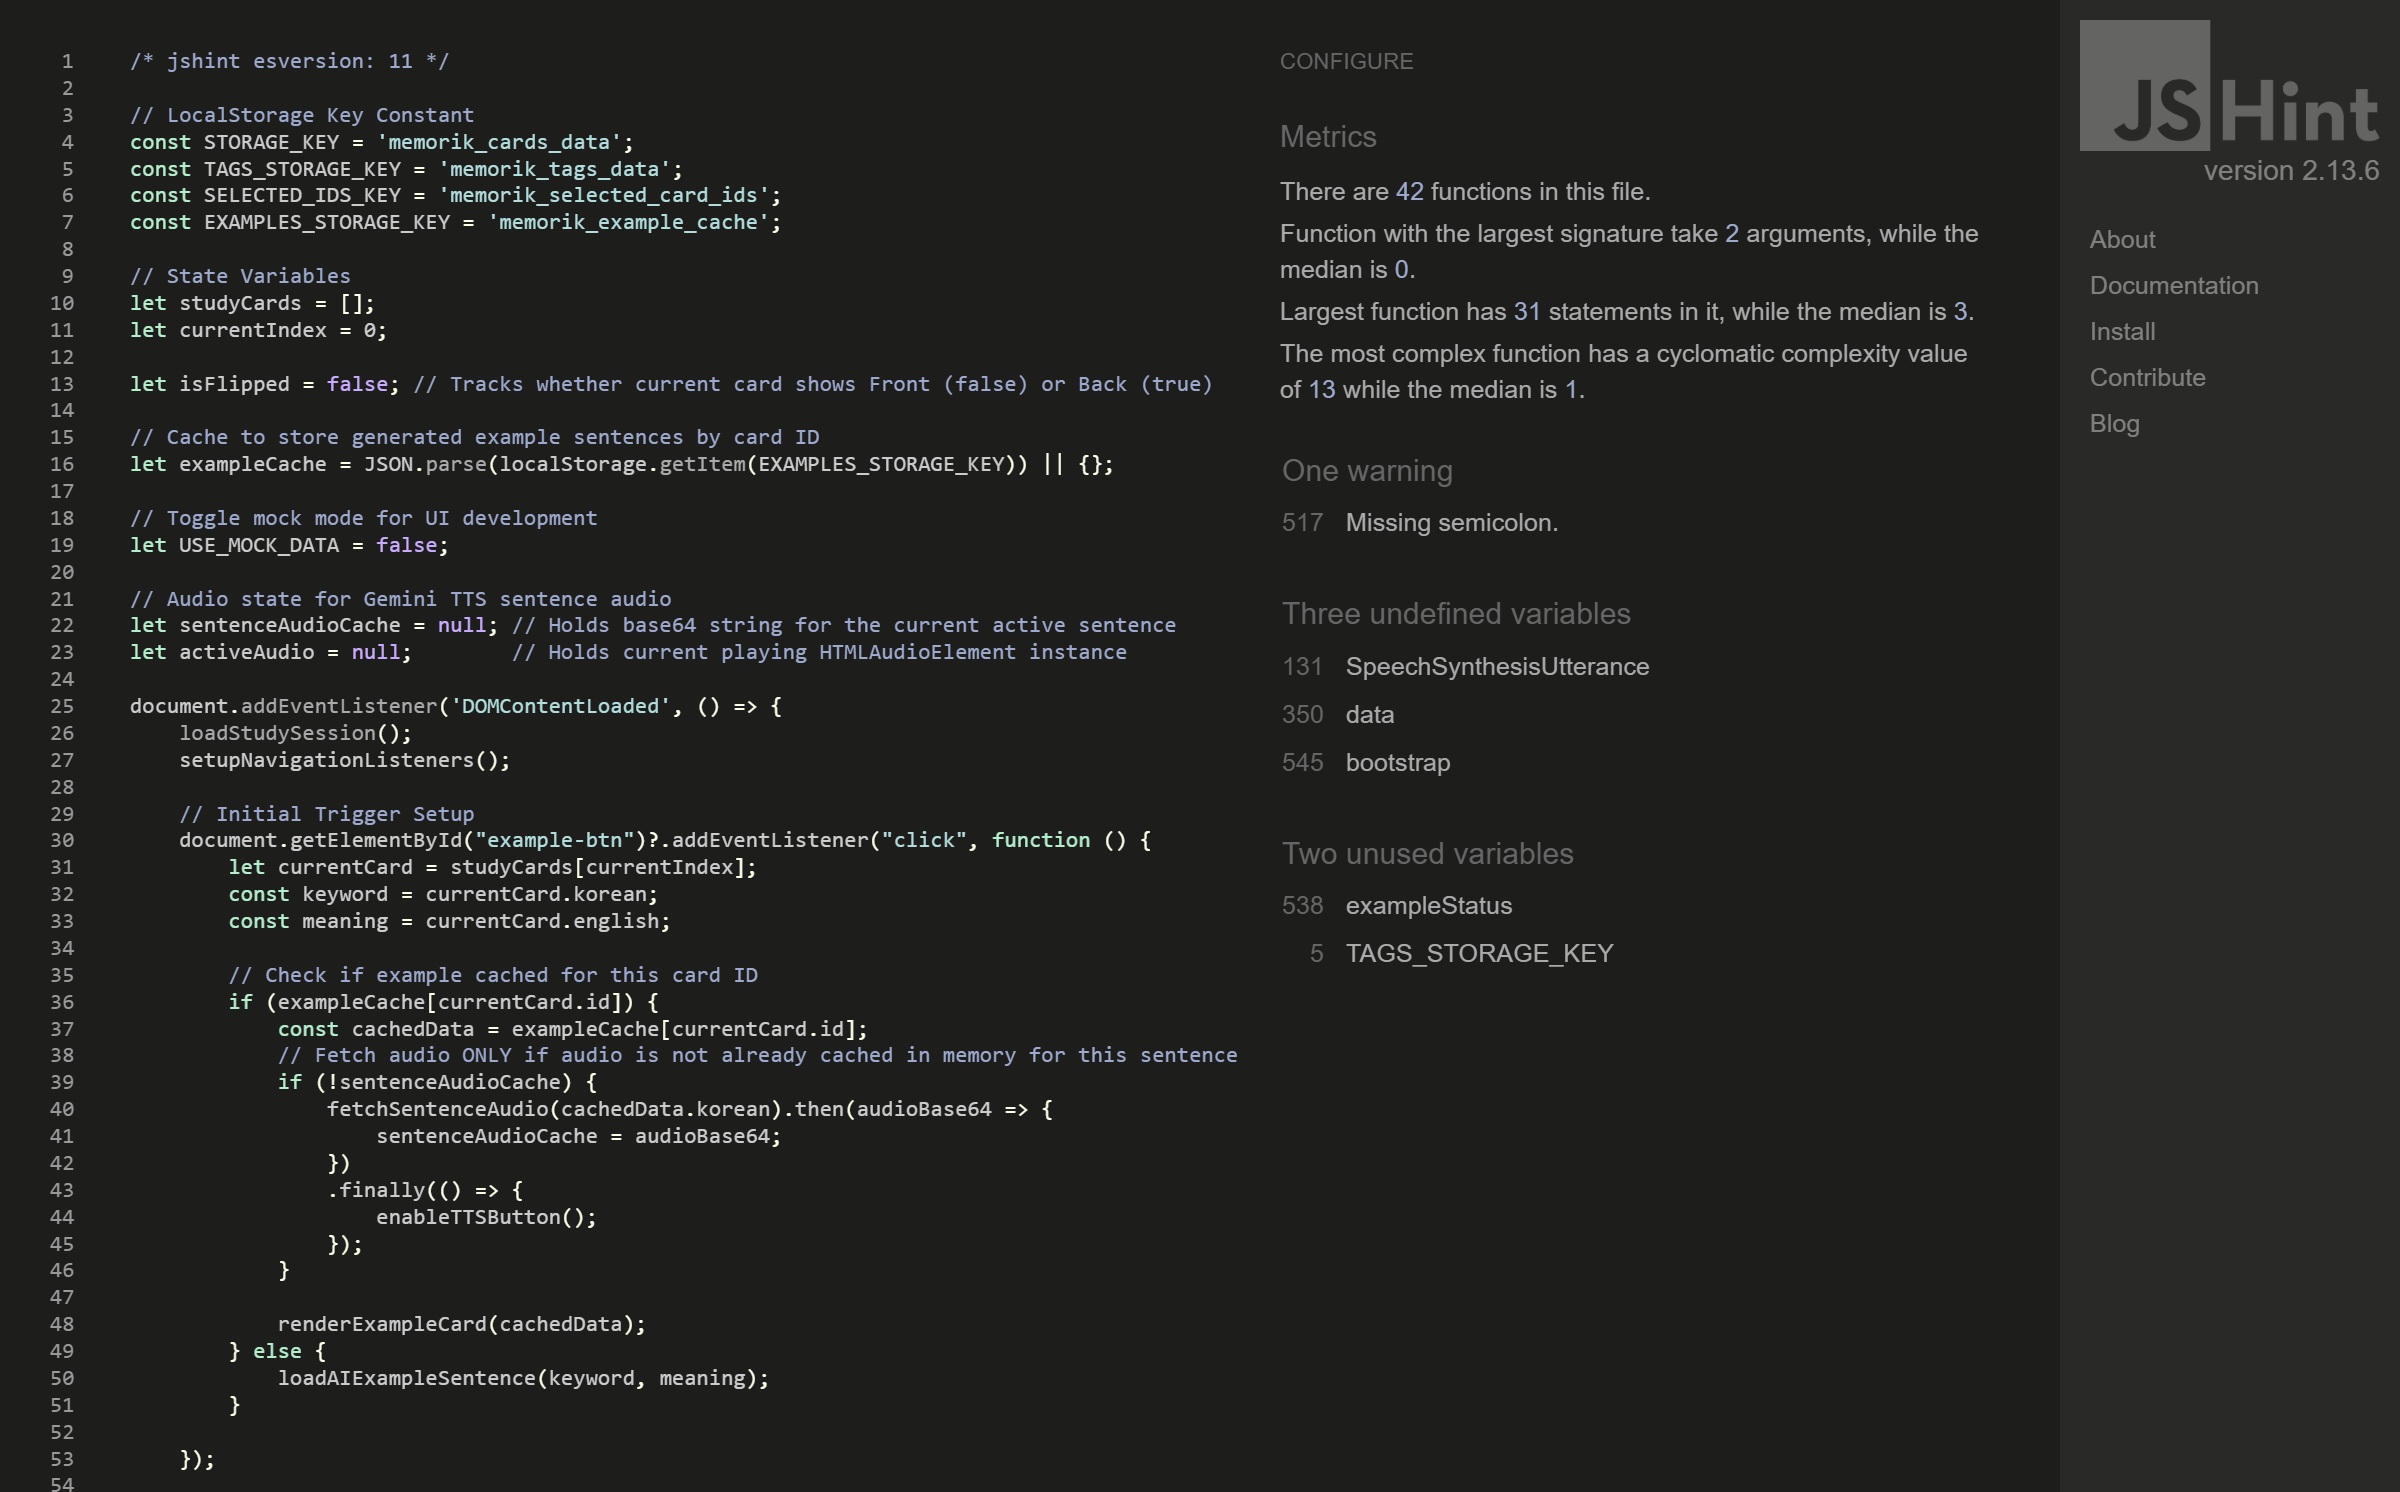 1 /* jshint esversion: 11 */
2
3 // LocalStorage Key Constant
4 const STORAGE_KEY = 'memorik_cards_data';
5 const TAGS_STORAGE_KEY = 'memorik_tags_data';
6 const SELECTED_IDS_KEY = 'memorik_selected_card_ids';
7 const EXAMPLES_STORAGE_KEY = 'memorik_example_cache';
8
9 // State Variables
10 let studyCards = [];
11 let currentIndex = 0;
12
13 let isFlipped = false; // Tracks whether current card shows Front (false) or Back (true)
14
15 // Cache to store generated example sentences by card ID
16 let exampleCache = JSON.parse(localStorage.getItem(EXAMPLES_STORAGE_KEY)) || {};
17
18 // Toggle mock mode for UI development
19 let USE_MOCK_DATA = false;
20
21 // Audio state for Gemini TTS sentence audio
22 let sentenceAudioCache = null; // Holds base64 string for the current active sentence
23 let activeAudio = null;        // Holds current playing HTMLAudioElement instance
24
25 document.addEventListener('DOMContentLoaded', () => {
26     loadStudySession();
27     setupNavigationListeners();
28
29     // Initial Trigger Setup
30     document.getElementById("example-btn")?.addEventListener("click", function () {
31         let currentCard = studyCards[currentIndex];
32         const keyword = currentCard.korean;
33         const meaning = currentCard.english;
34
35         // Check if example cached for this card ID
36         if (exampleCache[currentCard.id]) {
37             const cachedData = exampleCache[currentCard.id];
38             // Fetch audio ONLY if audio is not already cached in memory for this sentence
39             if (!sentenceAudioCache) {
40                 fetchSentenceAudio(cachedData.korean).then(audioBase64 => {
41                     sentenceAudioCache = audioBase64;
42                 })
43                 .finally(() => {
44                     enableTTSButton();
45                 });
46             }
47
48             renderExampleCard(cachedData);
49         } else {
50             loadAIExampleSentence(keyword, meaning);
51         }
52
53     });
54
CONFIGURE
Metrics
There are 42 functions in this file.
Function with the largest signature take 2 arguments, while the
median is 0.
Largest function has 31 statements in it, while the median is 3.
The most complex function has a cyclomatic complexity value
of 13 while the median is 1.
One warning
517 Missing semicolon.
Three undefined variables
131 SpeechSynthesisUtterance
350 data
545 bootstrap
Two unused variables
538 exampleStatus
5 TAGS_STORAGE_KEY
JSHint
version 2.13.6
About
Documentation
Install
Contribute
Blog